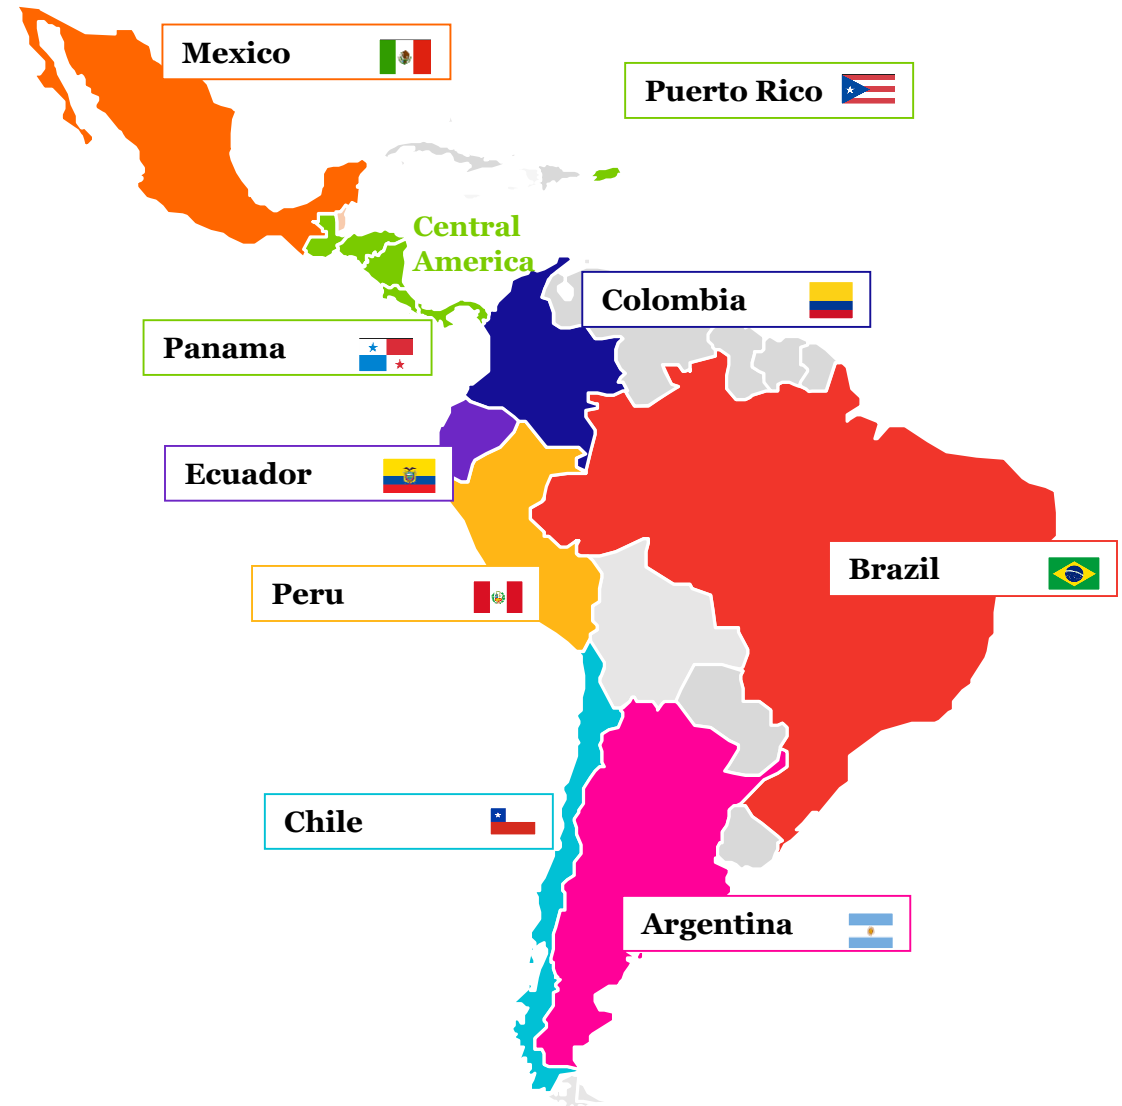 Mexico
Puerto Rico
Central
America
Colombia
Panama
Ecuador
Brazil
Peru
Chile
Argentina